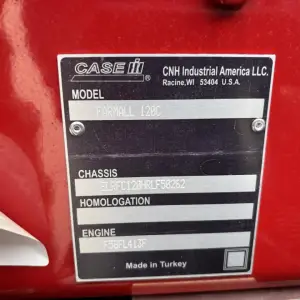 CASE IH
CNH Industrial America LLC.
Racine, WI 53404 U.S.A.
MODEL
FARMALL 120C
CHASSIS
HOMOLOGATION
ENGINE
Made in Turkey